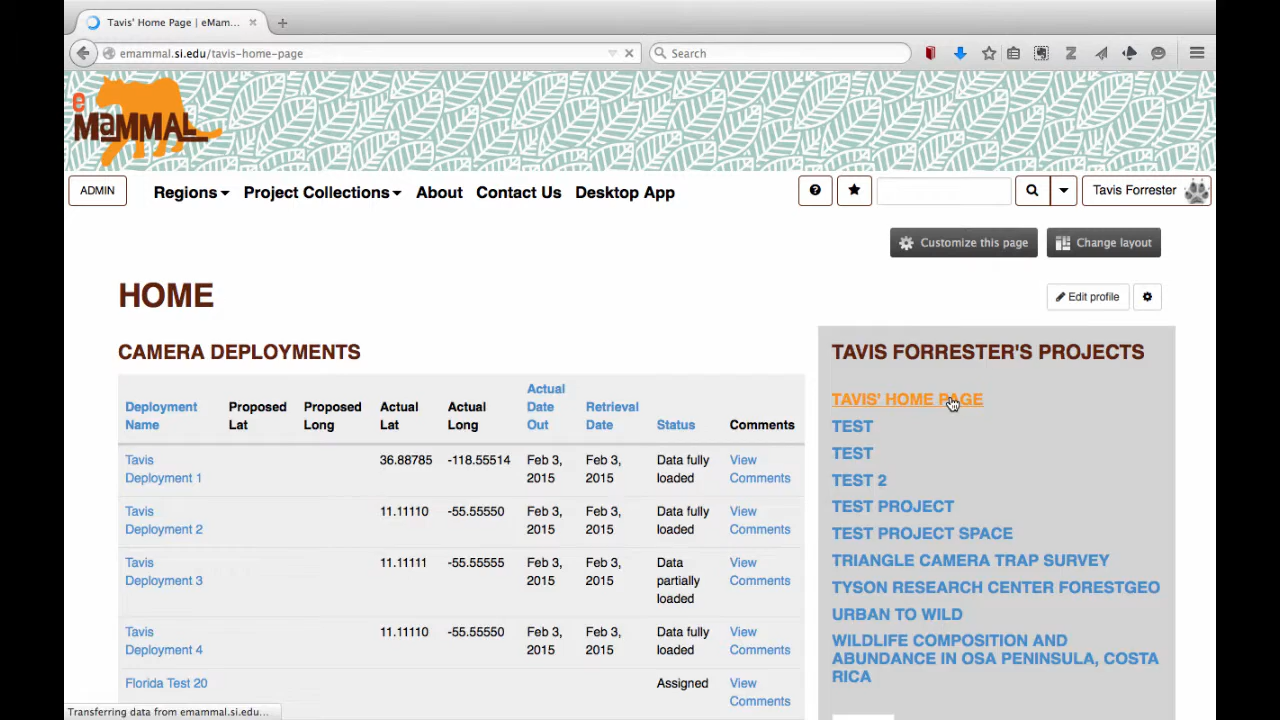 Tavis' Home Page | eMam...
emammal.si.edu/tavis-home-page
Search
e
MaMMAL
ADMIN
Regions
Project Collections
About
Contact Us
Desktop App
Tavis Forrester
Customize this page
Change layout
HOME
Edit profile
CAMERA DEPLOYMENTS
Deployment Name
Proposed Lat
Proposed Long
Actual Lat
Actual Long
Actual Date Out
Retrieval Date
Status
Comments
Tavis Deployment 1
36.88785
-118.55514
Feb 3, 2015
Feb 3, 2015
Data fully loaded
View Comments
Tavis Deployment 2
11.11110
-55.55550
Feb 3, 2015
Feb 3, 2015
Data fully loaded
View Comments
Tavis Deployment 3
11.11111
-55.55555
Feb 3, 2015
Feb 3, 2015
Data partially loaded
View Comments
Tavis Deployment 4
11.11110
-55.55550
Feb 3, 2015
Feb 3, 2015
Data fully loaded
View Comments
Florida Test 20
Assigned
View Comments
TAVIS FORRESTER'S PROJECTS
TAVIS' HOME PAGE
TEST
TEST
TEST 2
TEST PROJECT
TEST PROJECT SPACE
TRIANGLE CAMERA TRAP SURVEY
TYSON RESEARCH CENTER FORESTGEO
URBAN TO WILD
WILDLIFE COMPOSITION AND
ABUNDANCE IN OSA PENINSULA, COSTA
RICA
Transferring data from emammal.si.edu...